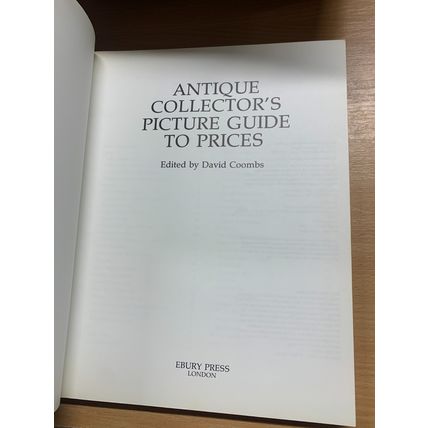 ANTIQUE
COLLECTOR'S
PICTURE GUIDE
TO PRICES
Edited by David Coombs
EBURY PRESS
LONDON